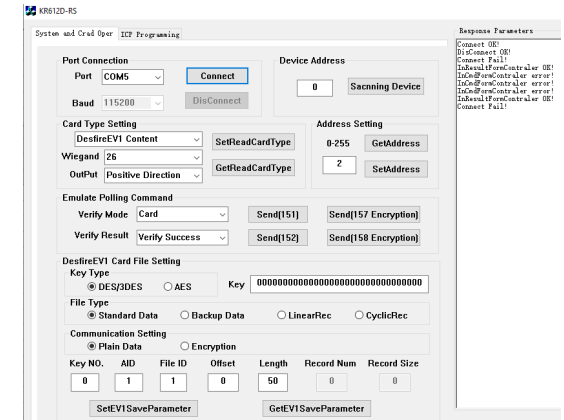 KR612D-RS
System and Crad Oper ICP Programming
Port Connection
Port COM5 Connect
Baud 115200 DisConnect
Device Address
0 Sacnning Device
Card Type Setting
DesfireEV1 Content SetReadCardType
Wiegand 26
GetReadCardType
OutPut Positive Direction
Address Setting
0-255 GetAddress
2 SetAddress
Emulate Polling Command
Verify Mode Card Send(151) Send(157 Encryption)
Verify Result Verify Success Send(152) Send(158 Encryption)
DesfireEV1 Card File Setting
Key Type
DES/3DES AES Key 00000000000000000000000000000000
File Type
Standard Data Backup Data LinearRec CyclicRec
Communication Setting
Plain Data Encryption
Key NO. AID File ID Offset Length Record Num Record Size
0 1 1 0 50 0 0
SetEV1SaveParameter GetEV1SaveParameter
Response Parameters
Connect OK!
DisConnect OK!
Connect Fail!
InResultFormContraler OK!
InCmdFormContraler error!
InCmdFormContraler error!
InCmdFormContraler error!
InResultFormContraler OK!
Connect Fail!